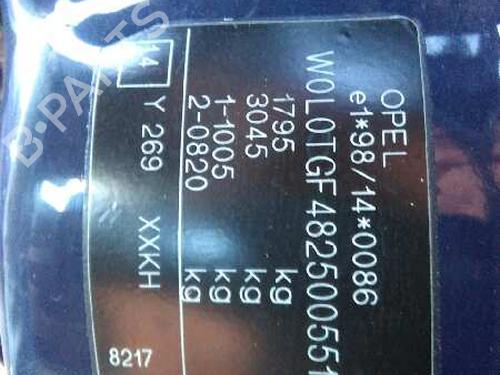 OPEL
e1*98/14*0086
W0L0TGF482500551
1795 kg
3045 kg
1-1005 kg
2-0820 kg
14 Y 269 XXKH
8217
B-PARTS